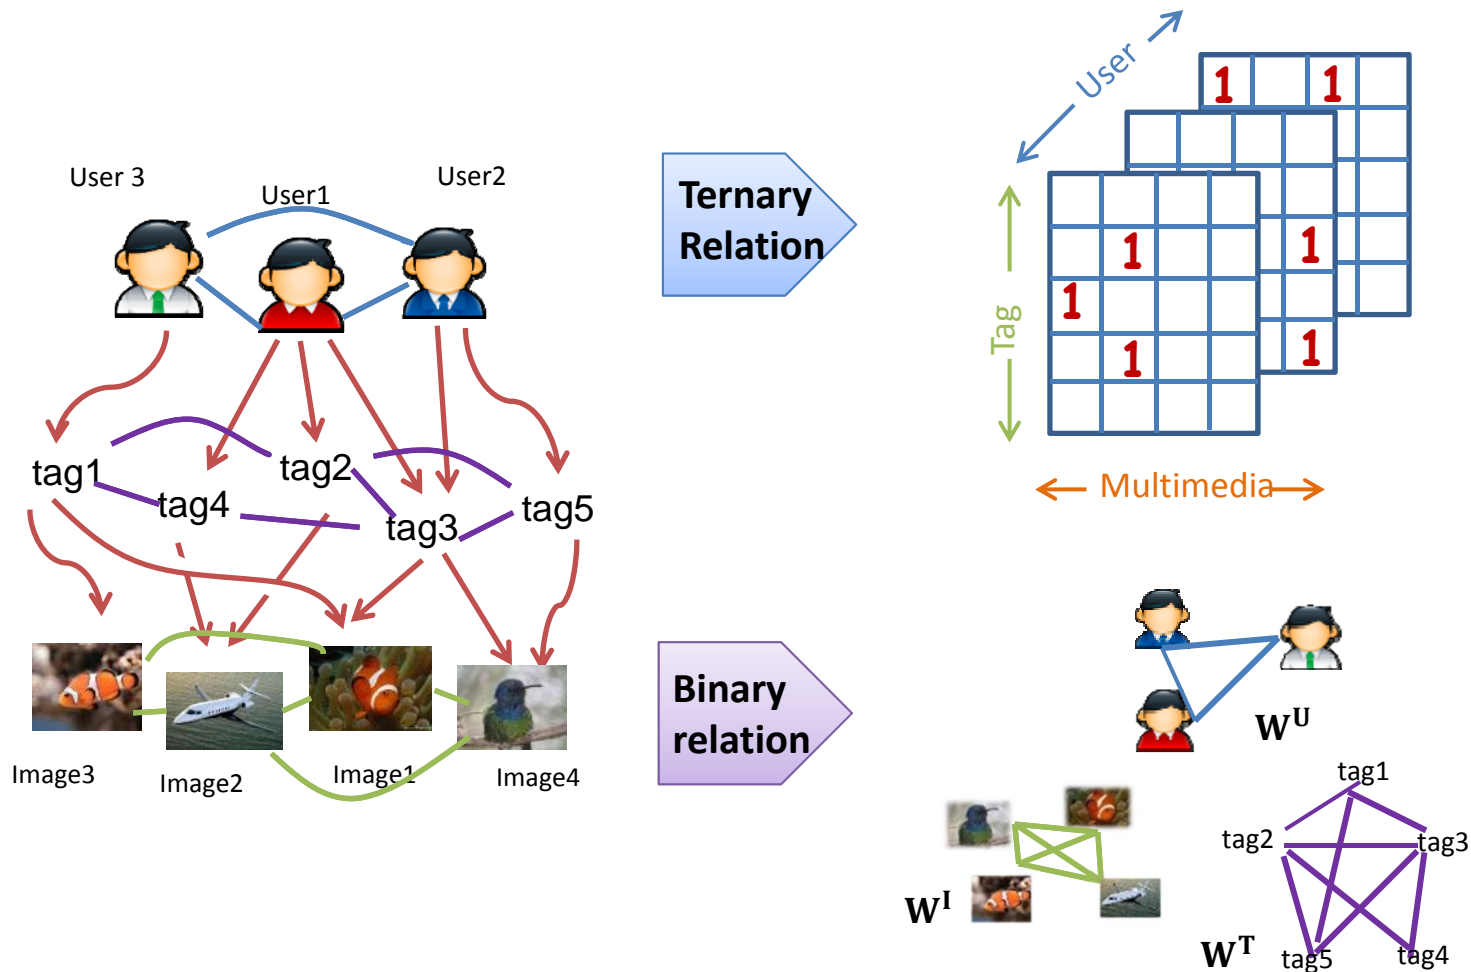 User 3
User1
User2
tag1
tag4
tag2
tag3
tag5
Image3
Image2
Image1
Image4
Ternary
Relation
User
Tag
1 1
1
1
1
1
1
Multimedia
Binary
relation
W^U
W^I
tag1
tag2
tag3
tag5
tag4
W^T